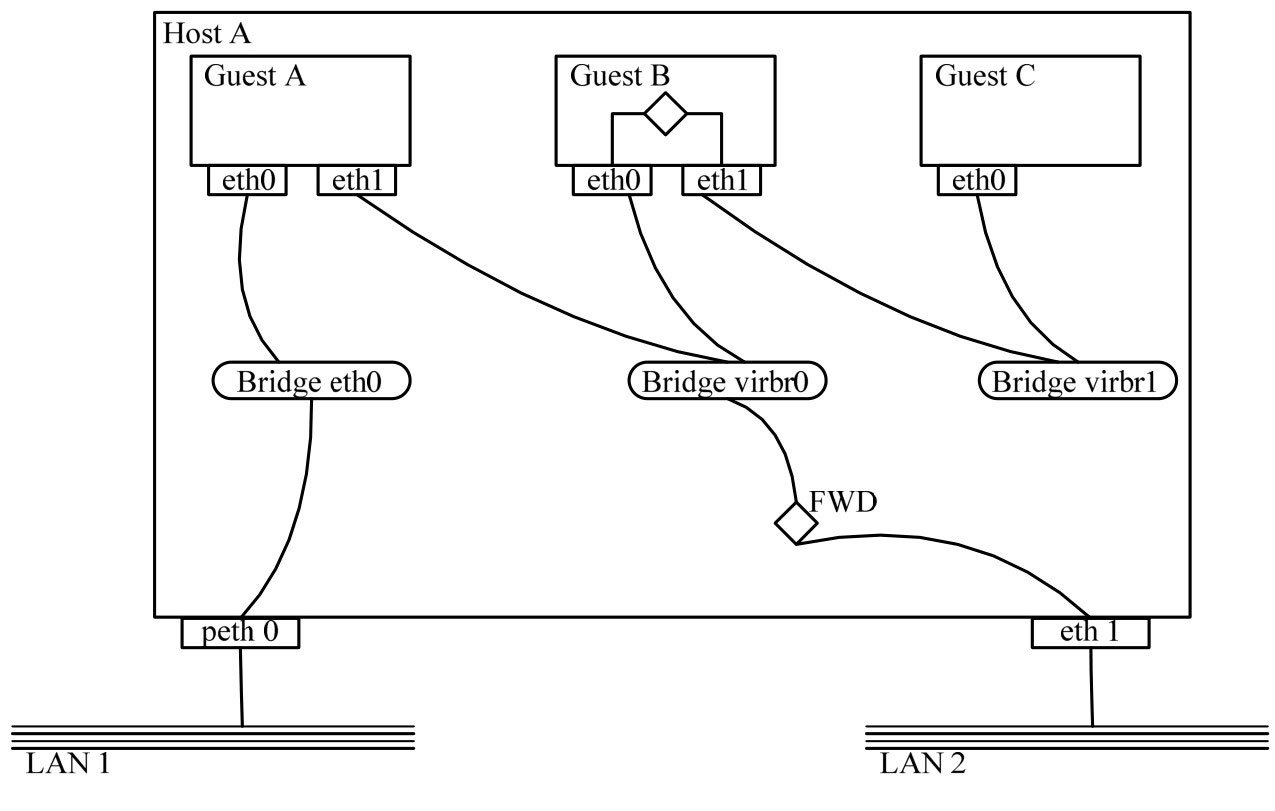 Host A
Guest A
Guest B
Guest C
eth0
eth1
eth0
eth1
eth0
Bridge eth0
Bridge virbr0
Bridge virbr1
FWD
peth 0
eth 1
LAN 1
LAN 2